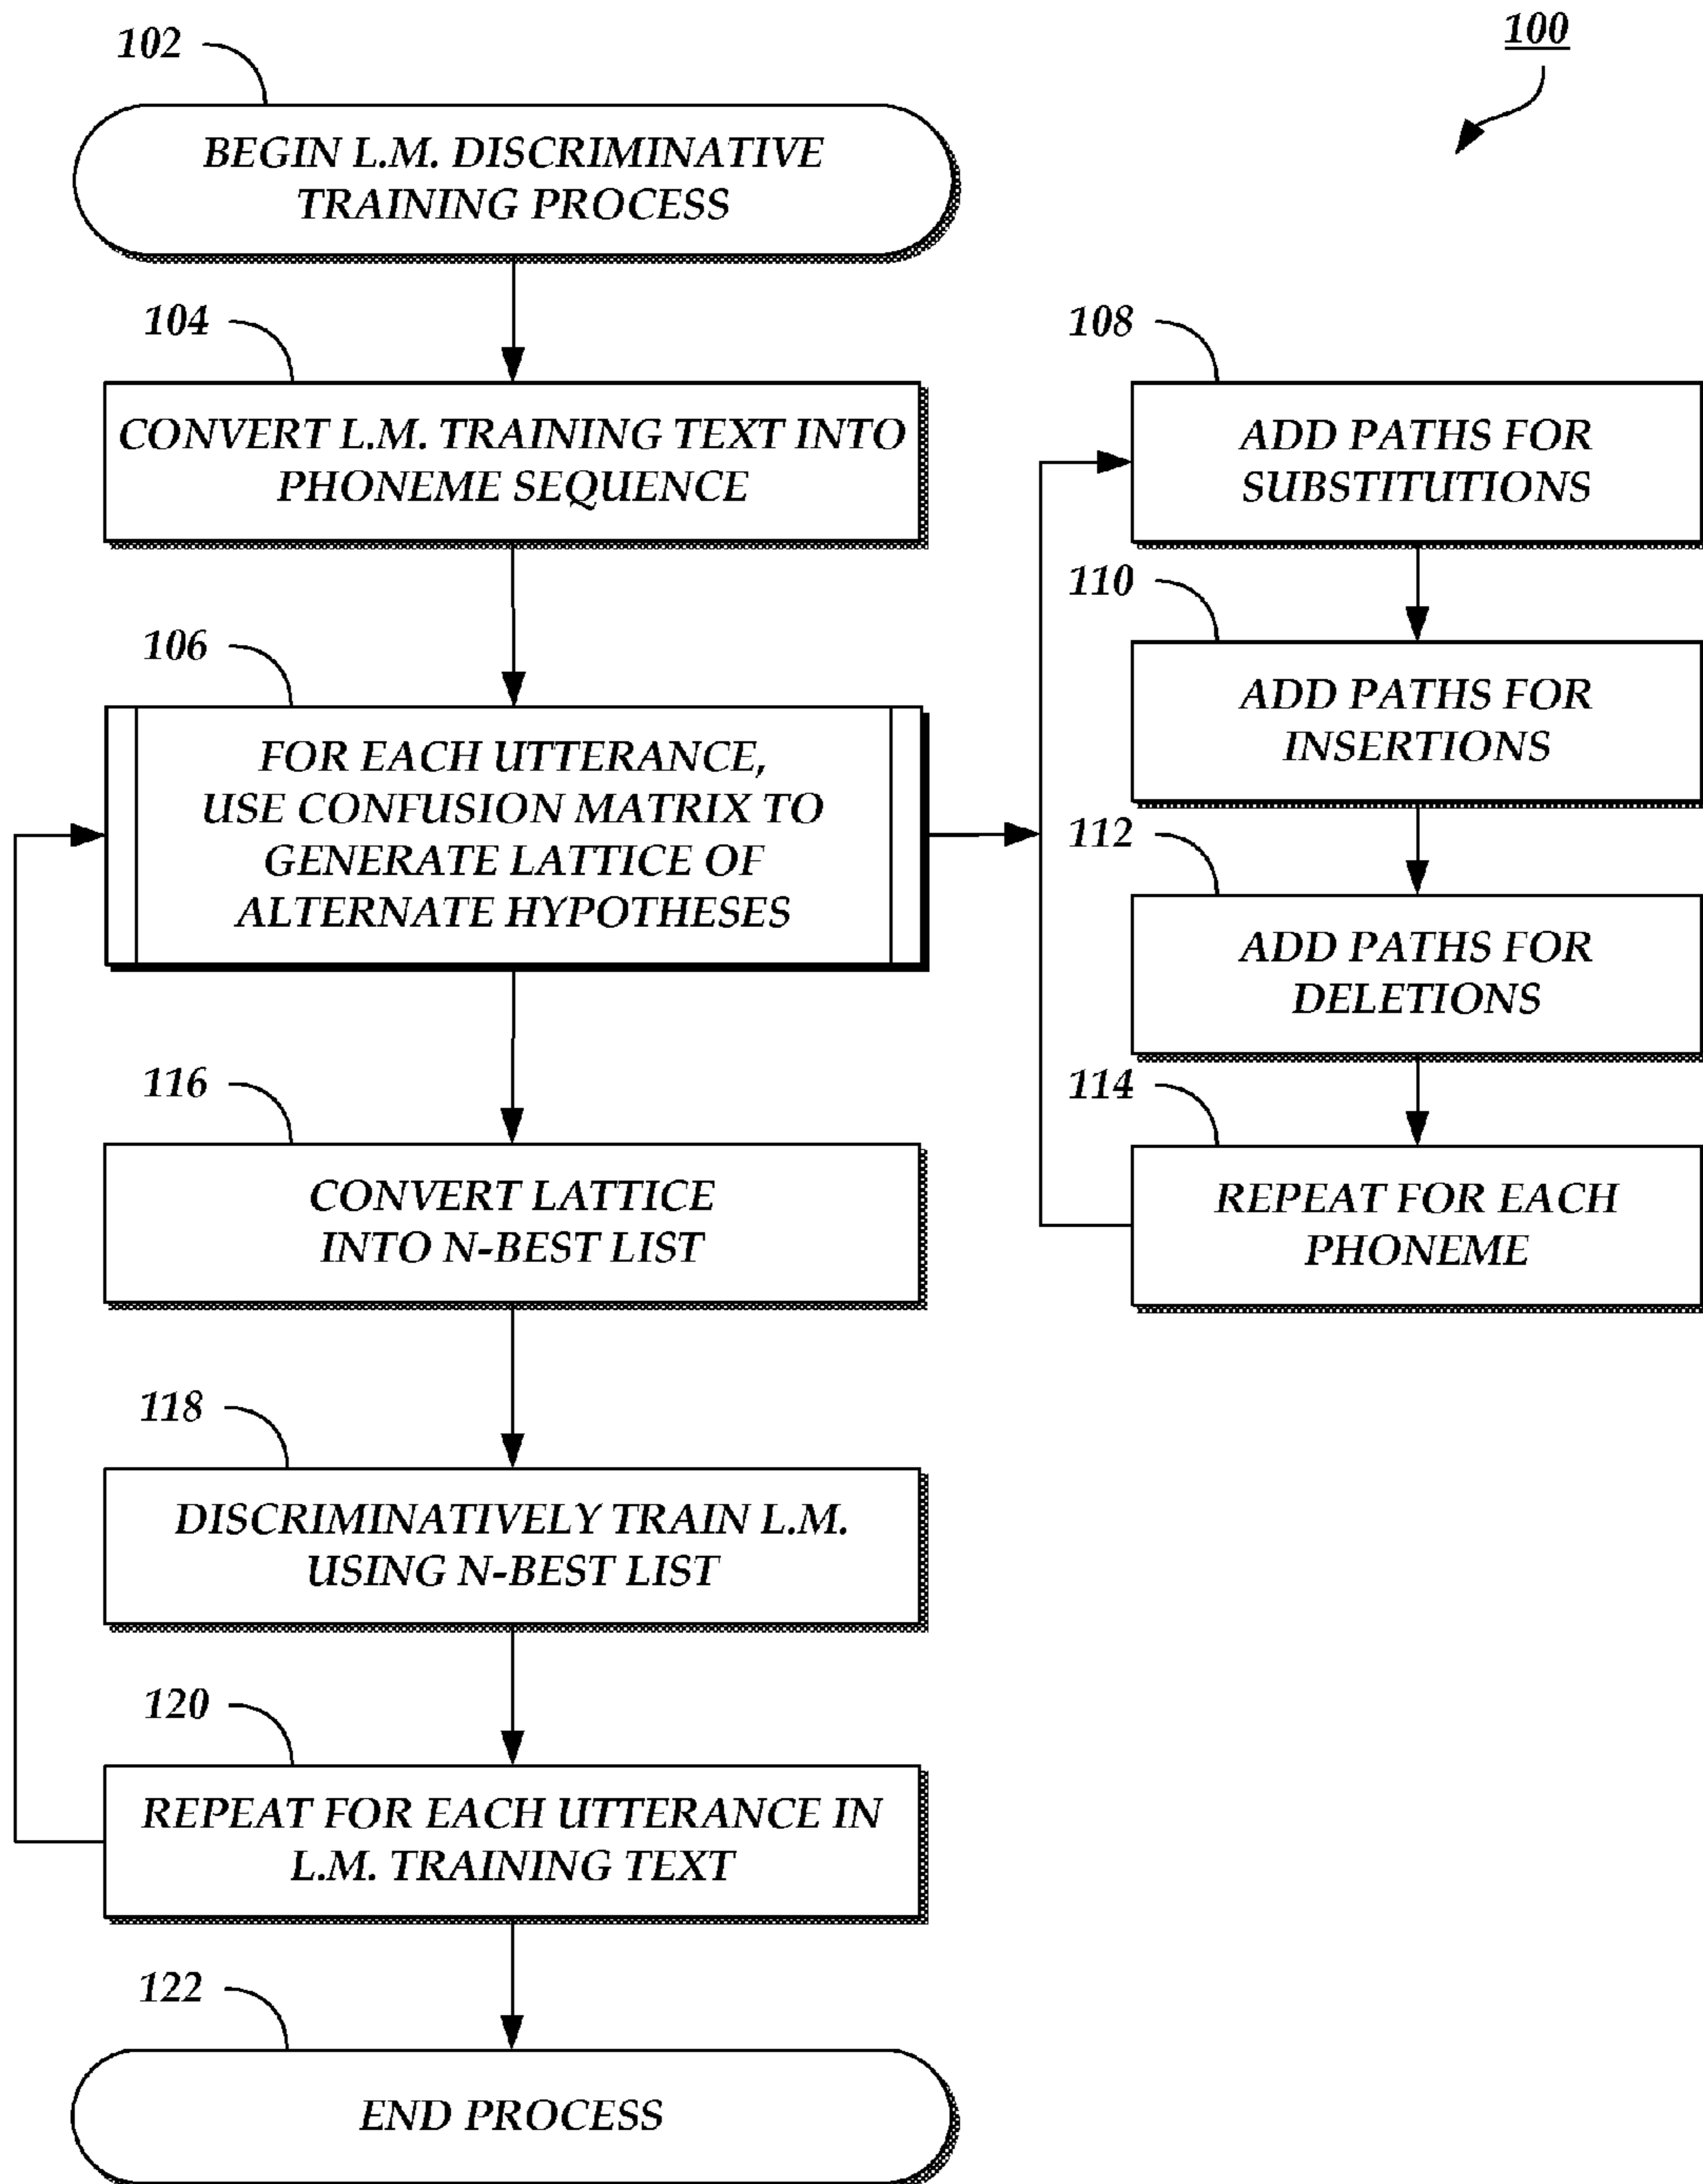 100
102
BEGIN L.M. DISCRIMINATIVE
TRAINING PROCESS
104
CONVERT L.M. TRAINING TEXT INTO
PHONEME SEQUENCE
106
FOR EACH UTTERANCE,
USE CONFUSION MATRIX TO
GENERATE LATTICE OF
ALTERNATE HYPOTHESES
108
ADD PATHS FOR
SUBSTITUTIONS
110
ADD PATHS FOR
INSERTIONS
112
ADD PATHS FOR
DELETIONS
114
REPEAT FOR EACH
PHONEME
116
CONVERT LATTICE
INTO N-BEST LIST
118
DISCRIMINATIVELY TRAIN L.M.
USING N-BEST LIST
120
REPEAT FOR EACH UTTERANCE IN
L.M. TRAINING TEXT
122
END PROCESS